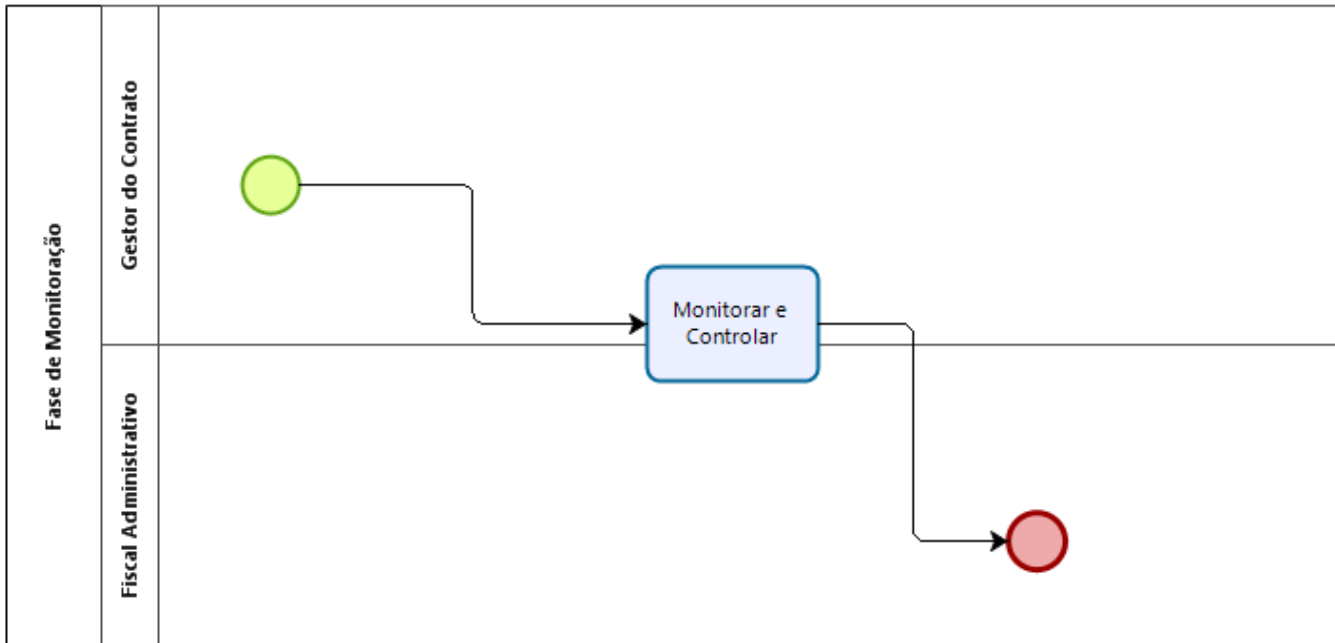 Fase de Monitoração
Gestor do Contrato
Monitorar e
Controlar
Fiscal Administrativo